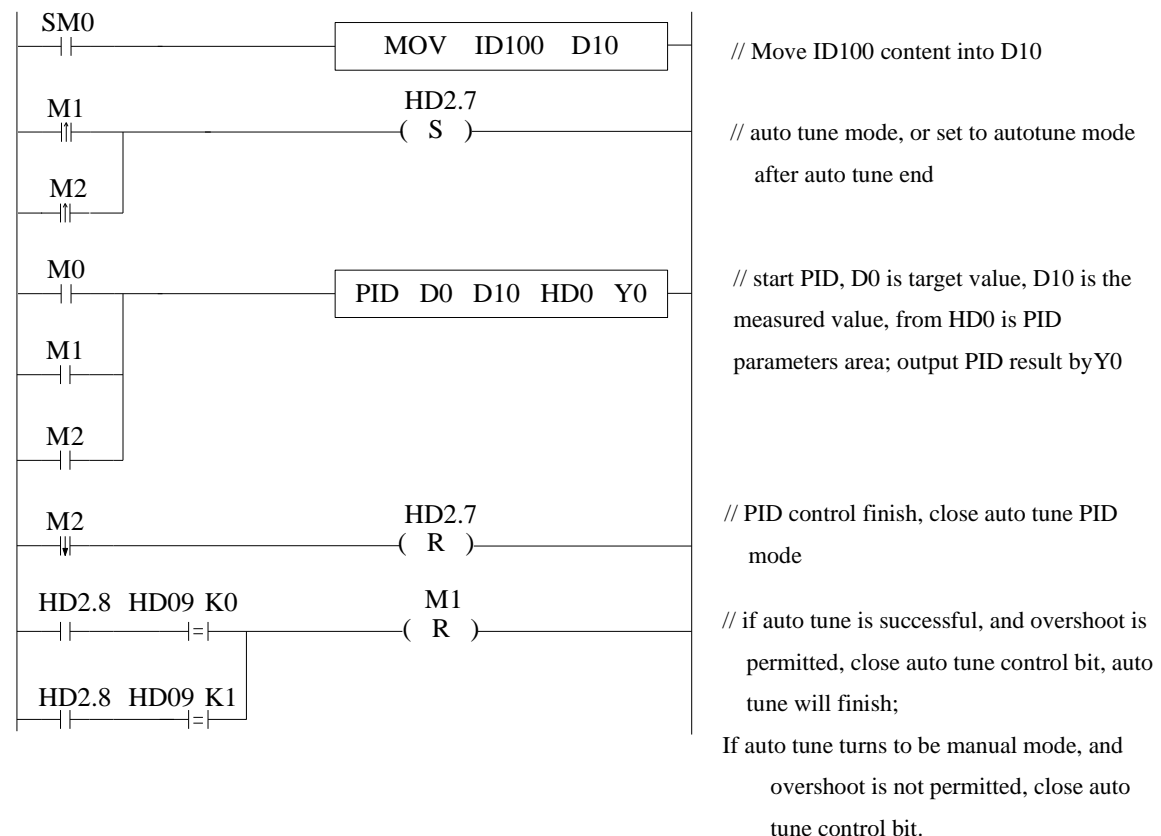 SM0
MOV ID100 D10
// Move ID100 content into D10
M1
HD2.7
( S )
// auto tune mode, or set to autotune mode
after auto tune end
M2
M0
PID D0 D10 HD0 Y0
// start PID, D0 is target value, D10 is the
measured value, from HD0 is PID
parameters area; output PID result byY0
M1
M2
M2
HD2.7
( R )
// PID control finish, close auto tune PID
mode
HD2.8 HD09 K0
=
M1
( R )
// if auto tune is successful, and overshoot is
permitted, close auto tune control bit, auto
tune will finish;
HD2.8 HD09 K1
=
If auto tune turns to be manual mode, and
overshoot is not permitted, close auto
tune control bit.